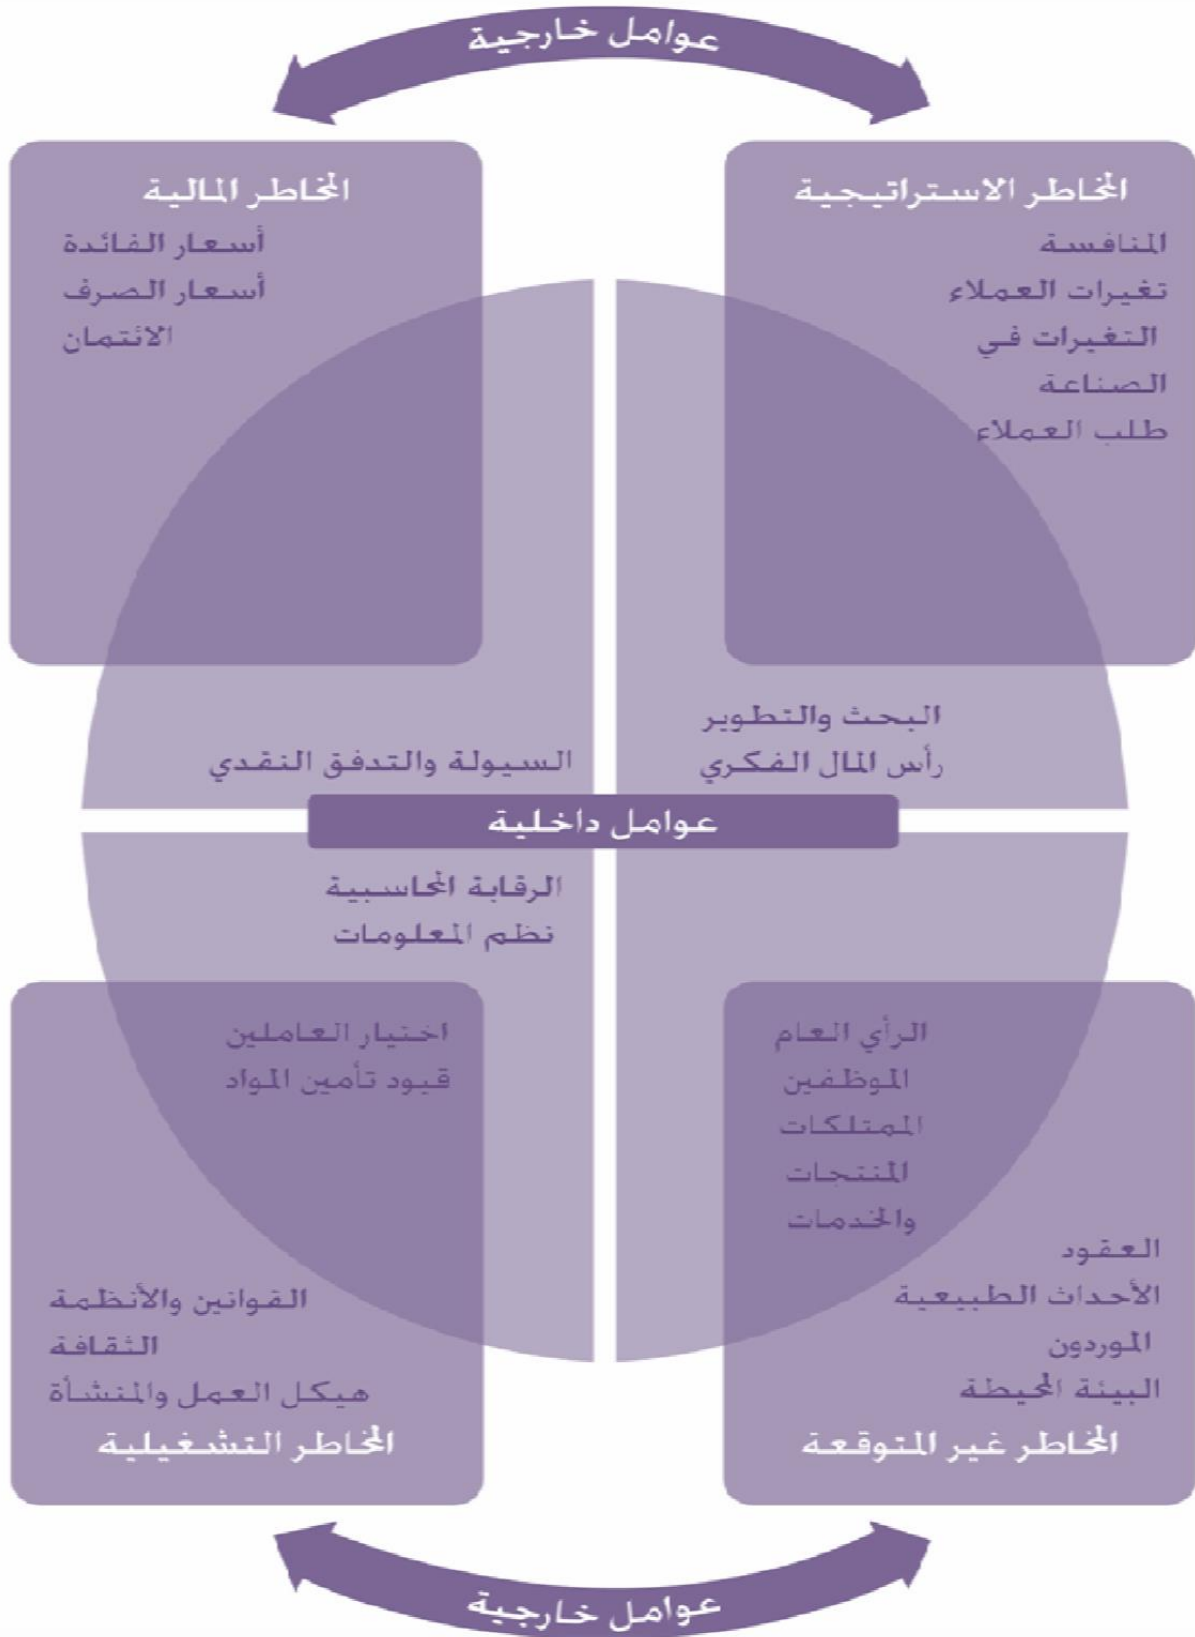 عوامل خارجية
المخاطر الاستراتيجية
المنافسة
تغيرات العملاء
التغيرات في
الصناعة
طلب العملاء
المخاطر المالية
أسعار الفائدة
أسعار الصرف
الائتمان
البحث والتطوير
رأس المال الفكري
السيولة والتدفق النقدي
عوامل داخلية
الرقابة المحاسبية
نظم المعلومات
الرأي العام
الموظفين
الممتلكات
المنتجات
والخدمات
العقود
الأحداث الطبيعية
الموردون
البيئة المحيطة
المخاطر غير المتوقعة
اختيار العاملين
قيود تأمين المواد
القوانين والأنظمة
الثقافة
هيكل العمل والمنشأة
المخاطر التشغيلية
عوامل خارجية